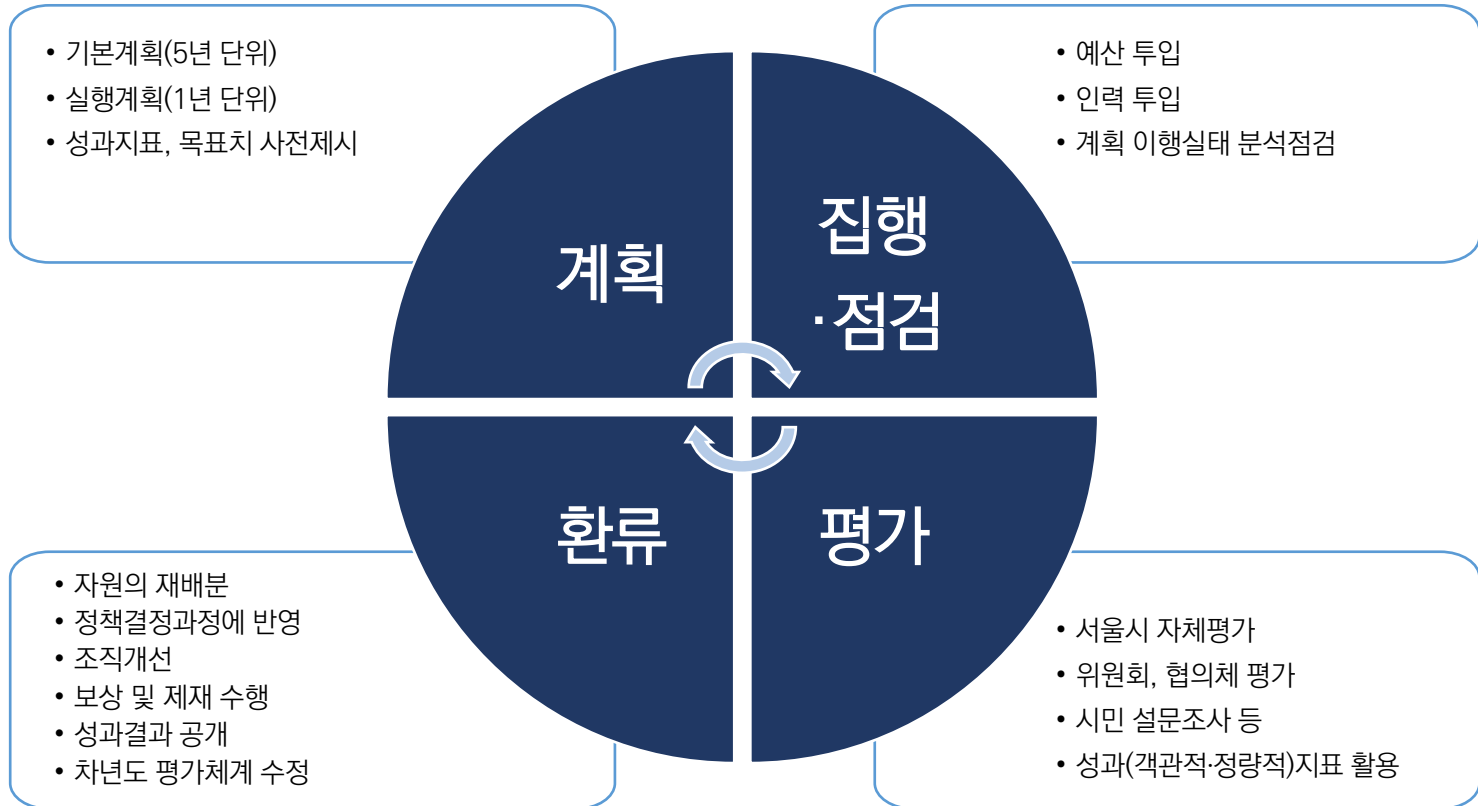 • 기본계획(5년 단위)
• 실행계획(1년 단위)
• 성과지표, 목표치 사전제시
• 예산 투입
• 인력 투입
• 계획 이행실태 분석점검
계획
집행
·점검
환류
평가
• 자원의 재배분
• 정책결정과정에 반영
• 조직개선
• 보상 및 제재 수행
• 성과결과 공개
• 차년도 평가체계 수정
• 서울시 자체평가
• 위원회, 협의체 평가
• 시민 설문조사 등
• 성과(객관적·정량적)지표 활용